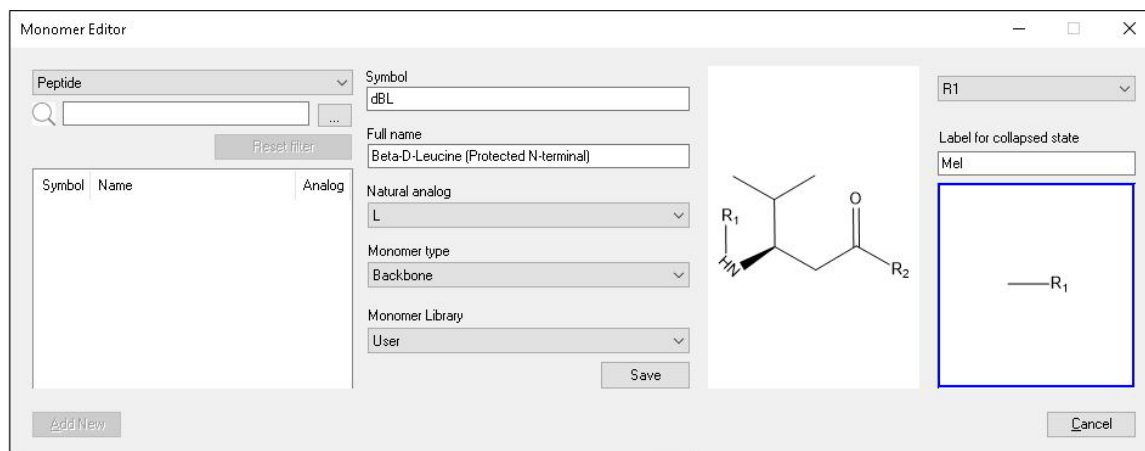 Monomer Editor
Peptide
...
Reset filter
Symbol Name Analog
Add New
Symbol
dBL
Full name
Beta-D-Leucine (Protected N-terminal)
Natural analog
L
Monomer type
Backbone
Monomer Library
User
Save
R1
HN
O
R2
R1
Label for collapsed state
Mel
R1
Cancel